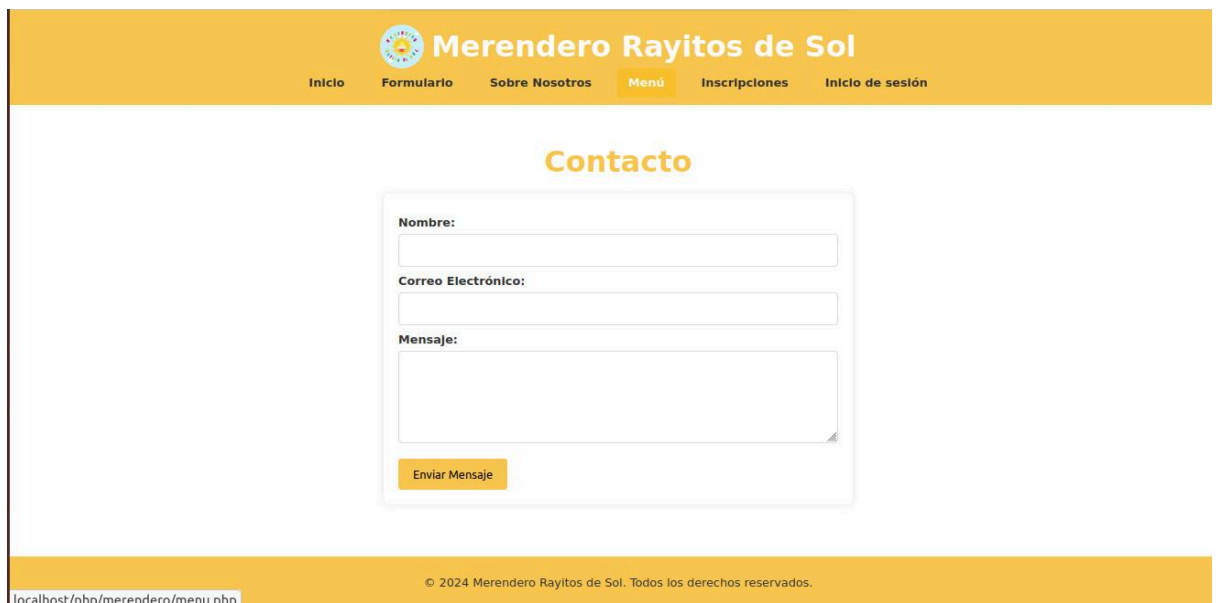 Merendero Rayitos de Sol
Inicio Formulario Sobre Nosotros Menú Inscripciones Inicio de sesión
Contacto
Nombre:
Correo Electrónico:
Mensaje:
Enviar Mensaje
© 2024 Merendero Rayitos de Sol. Todos los derechos reservados.
localhost/php/merendero/menu.php